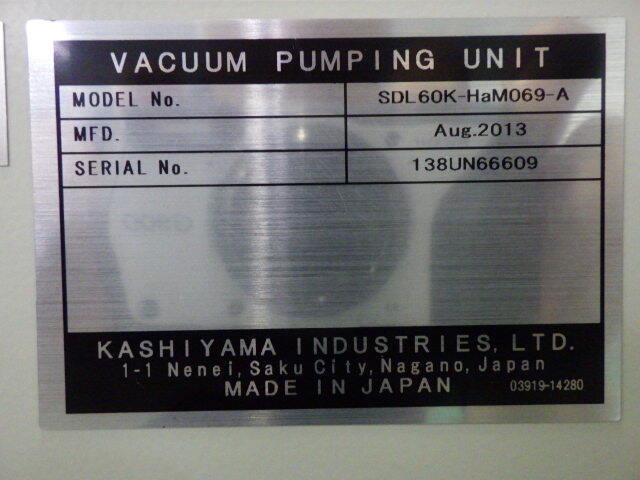 VACUUM PUMPING UNIT
MODEL No. SDL60K-HaM069-A
MFD. Aug.2013
SERIAL No. 138UN66609
KASHIYAMA INDUSTRIES, LTD.
1-1 Nenei, Saku City, Nagano, Japan
MADE IN JAPAN 03919-14280